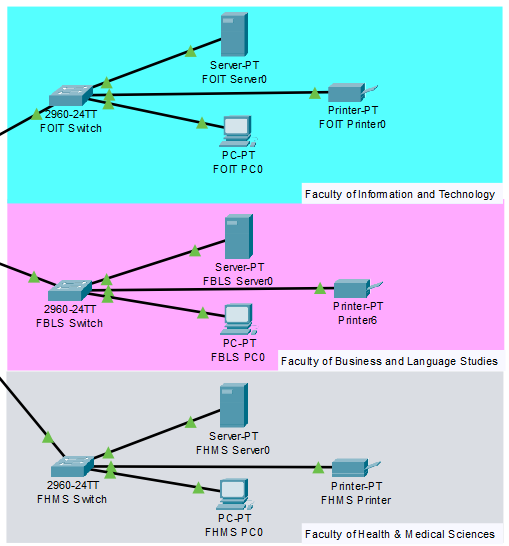 Server-PT
FOIT Server0
2960-24TT
FOIT Switch
Printer-PT
FOIT Printer0
PC-PT
FOIT PC0
Faculty of Information and Technology
Server-PT
FBLS Server0
2960-24TT
FBLS Switch
Printer-PT
Printer6
PC-PT
FBLS PC0
Faculty of Business and Language Studies
Server-PT
FHMS Server0
2960-24TT
FHMS Switch
Printer-PT
FHMS Printer
PC-PT
FHMS PC0
Faculty of Health & Medical Sciences